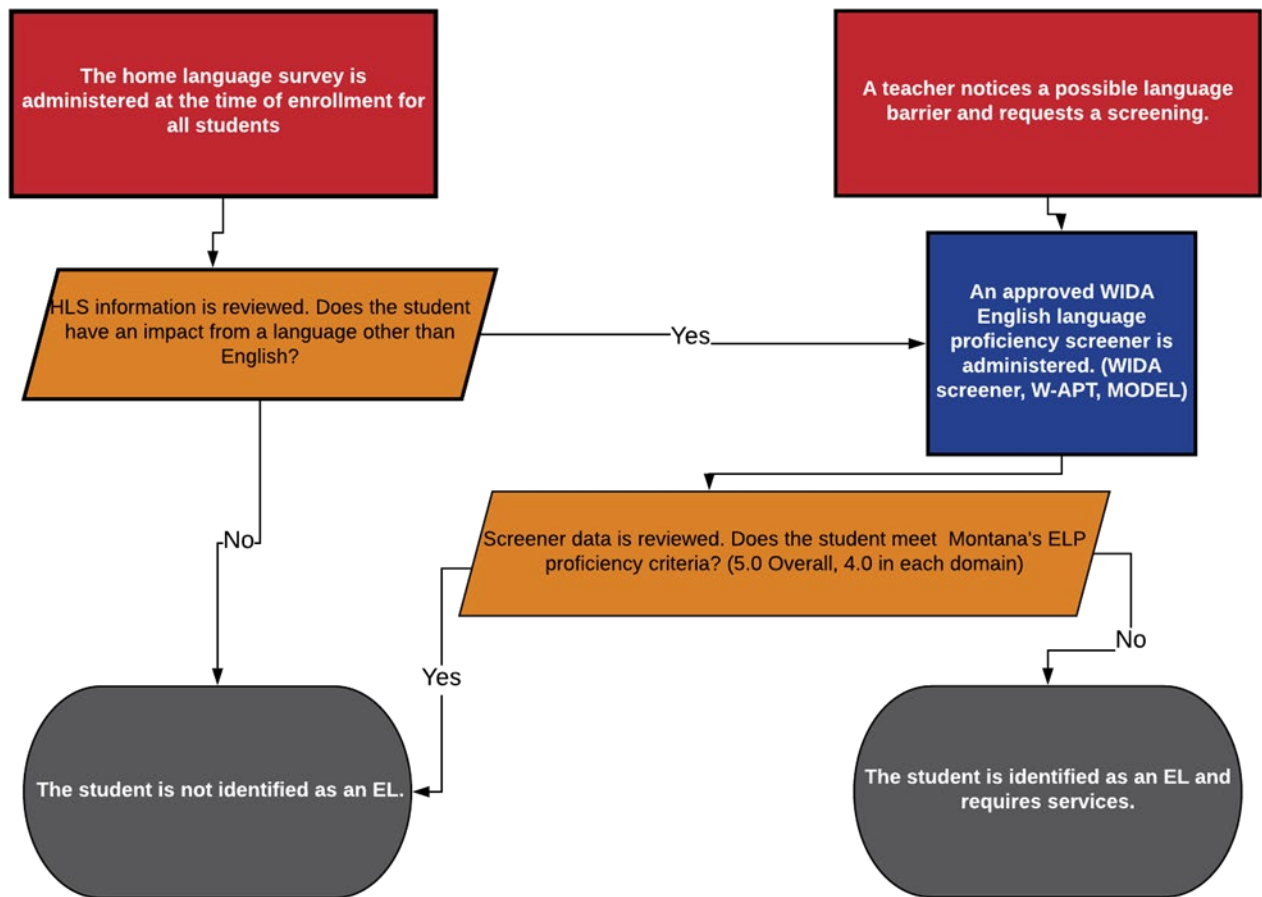 The home language survey is
administered at the time of enrollment for
all students
A teacher notices a possible language
barrier and requests a screening.
HLS information is reviewed. Does the student
have an impact from a language other than
English?
Yes
An approved WIDA
English language
proficiency screener is
administered. (WIDA
screener, W-APT, MODEL)
No
Screener data is reviewed. Does the student meet Montana's ELP
proficiency criteria? (5.0 Overall, 4.0 in each domain)
Yes
No
The student is not identified as an EL.
The student is identified as an EL and
requires services.